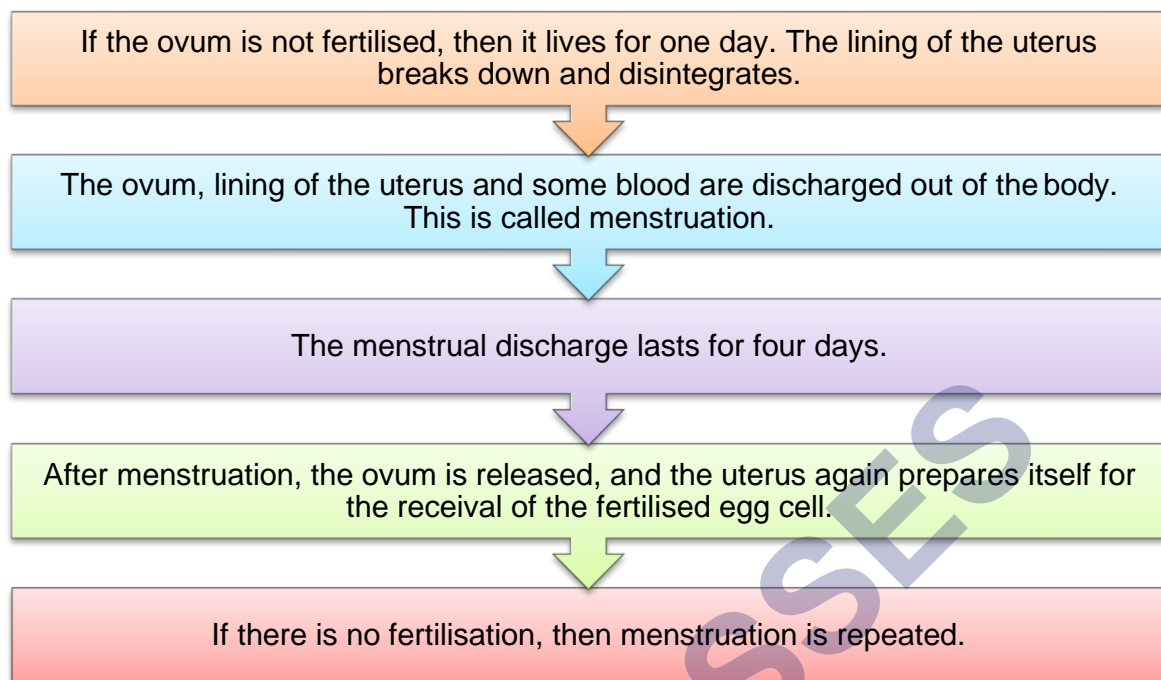 If the ovum is not fertilised, then it lives for one day. The lining of the uterus
breaks down and disintegrates.
The ovum, lining of the uterus and some blood are discharged out of the body.
This is called menstruation.
The menstrual discharge lasts for four days.
After menstruation, the ovum is released, and the uterus again prepares itself for
the receival of the fertilised egg cell.
If there is no fertilisation, then menstruation is repeated.